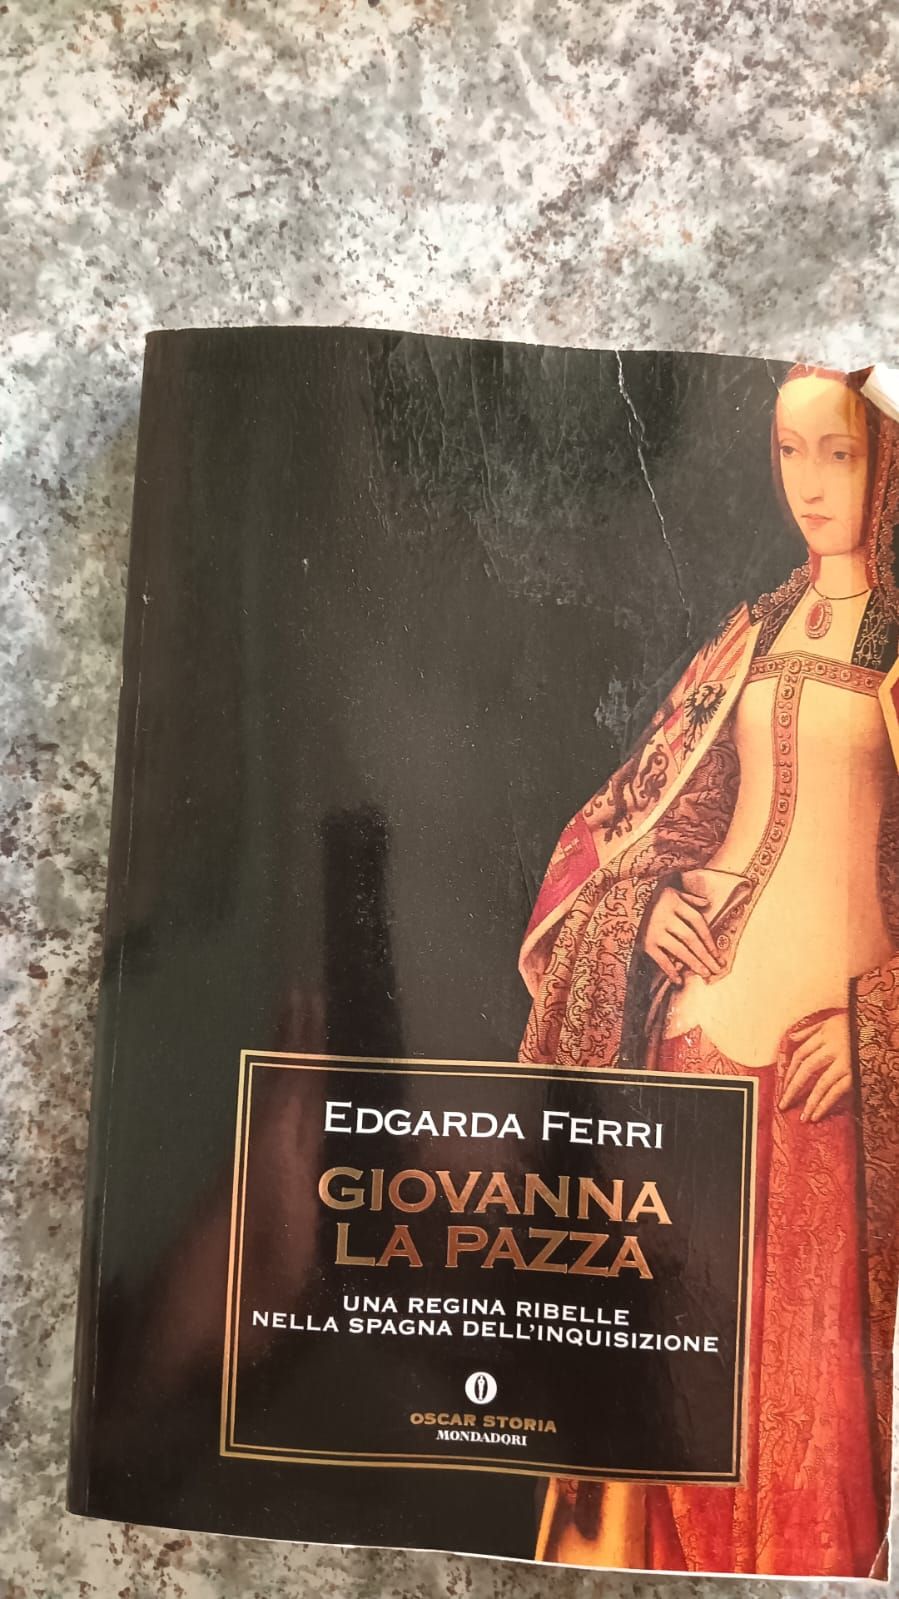 EDGARDA FERRI
GIOVANNA
LA PAZZA
UNA REGINA RIBELLE
NELLA SPAGNA DELL'INQUISIZIONE
OSCAR STORIA
MONDADORI